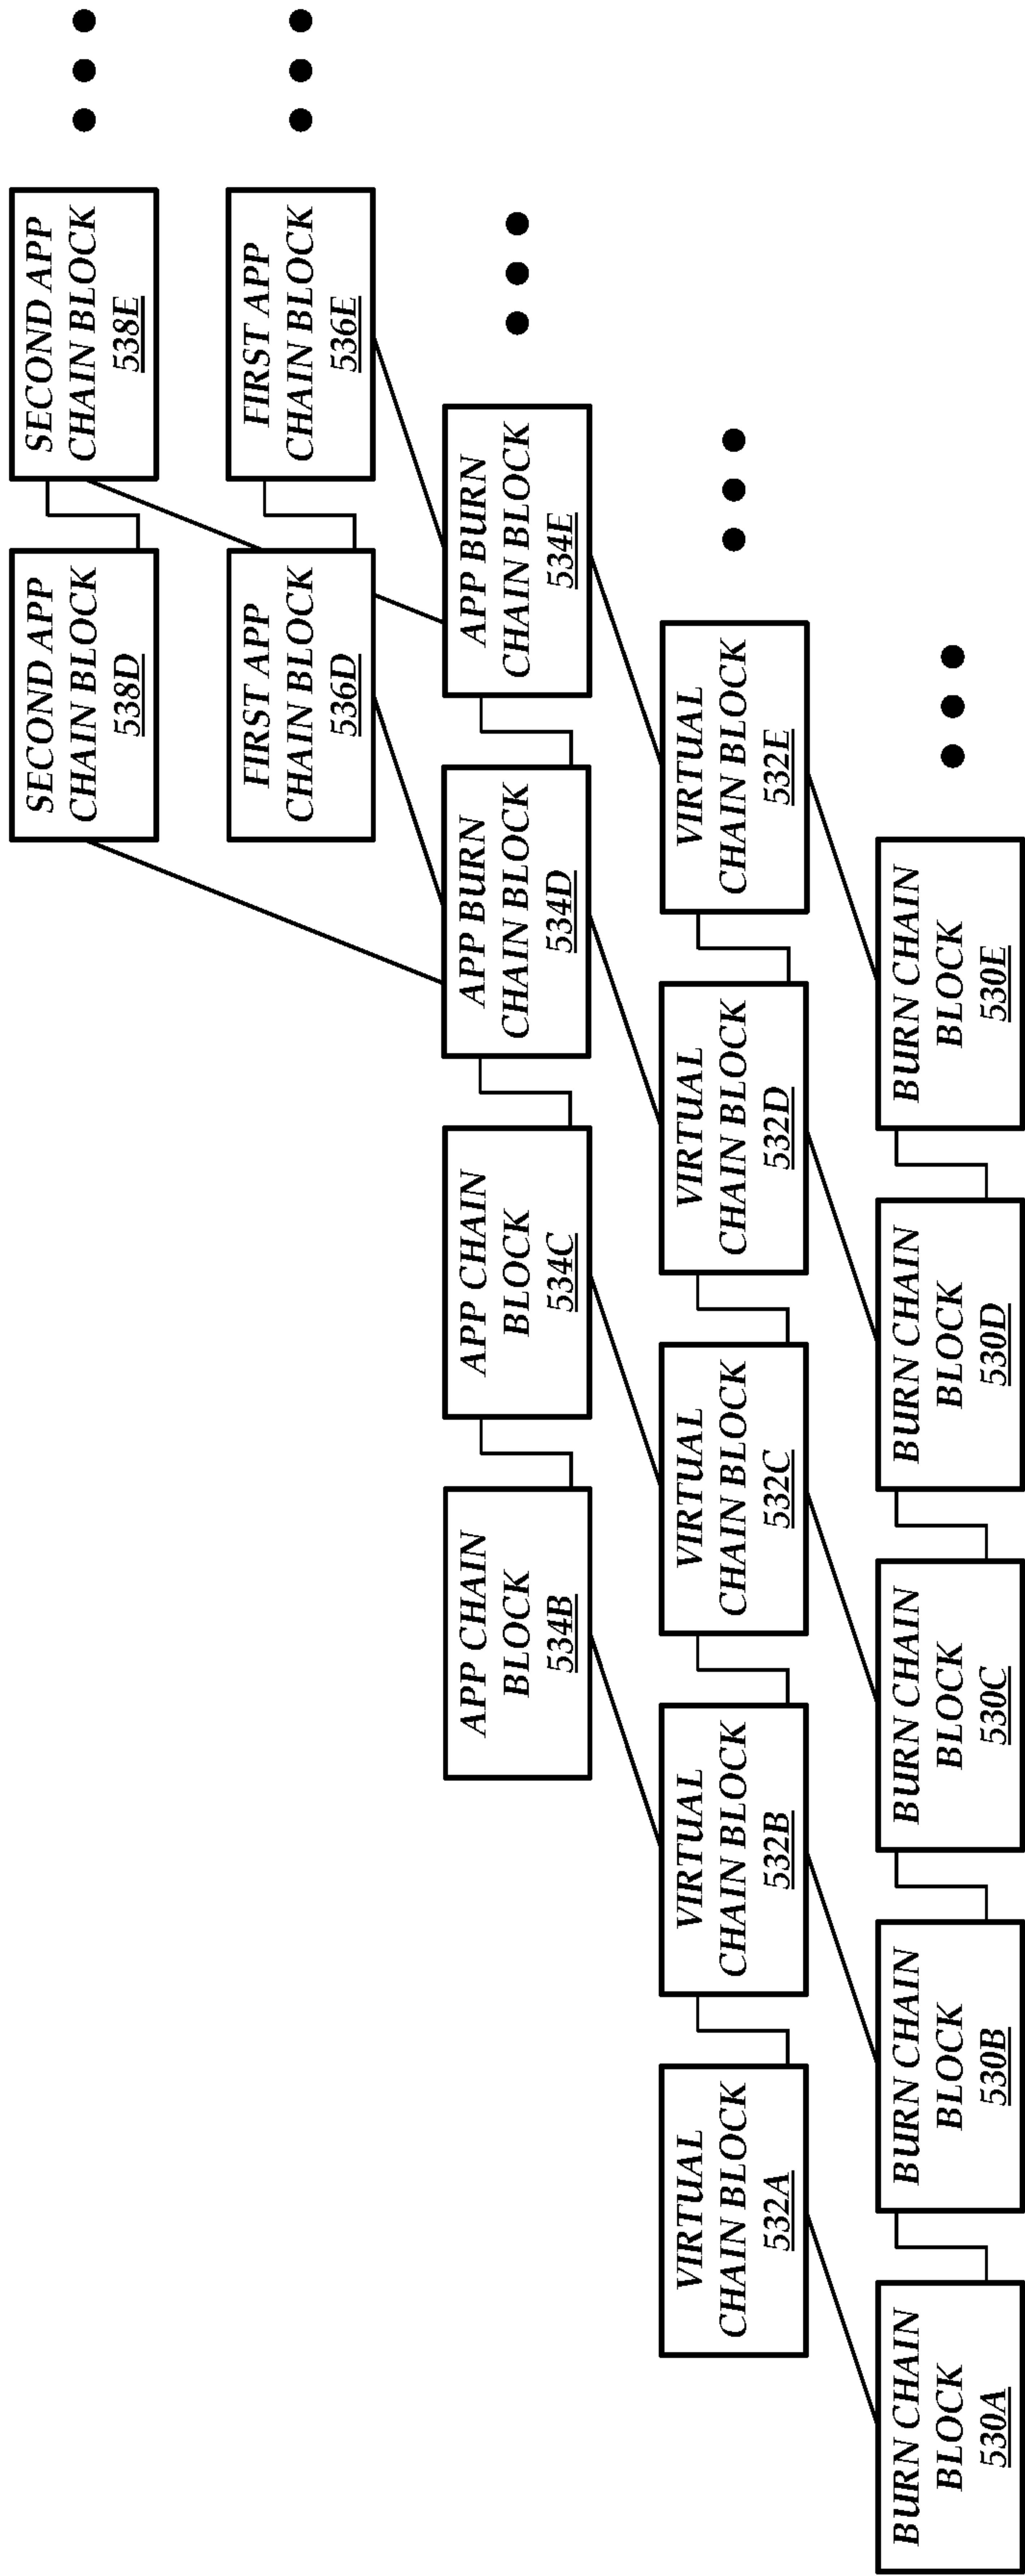 SECOND APP
CHAIN BLOCK
538D
SECOND APP
CHAIN BLOCK
538E
FIRST APP
CHAIN BLOCK
536D
FIRST APP
CHAIN BLOCK
536E
APP CHAIN
BLOCK
534B
APP CHAIN
BLOCK
534C
APP BURN
CHAIN BLOCK
534D
APP BURN
CHAIN BLOCK
534E
VIRTUAL
CHAIN BLOCK
532A
VIRTUAL
CHAIN BLOCK
532B
VIRTUAL
CHAIN BLOCK
532C
VIRTUAL
CHAIN BLOCK
532D
VIRTUAL
CHAIN BLOCK
532E
BURN CHAIN
BLOCK
530A
BURN CHAIN
BLOCK
530B
BURN CHAIN
BLOCK
530C
BURN CHAIN
BLOCK
530D
BURN CHAIN
BLOCK
530E